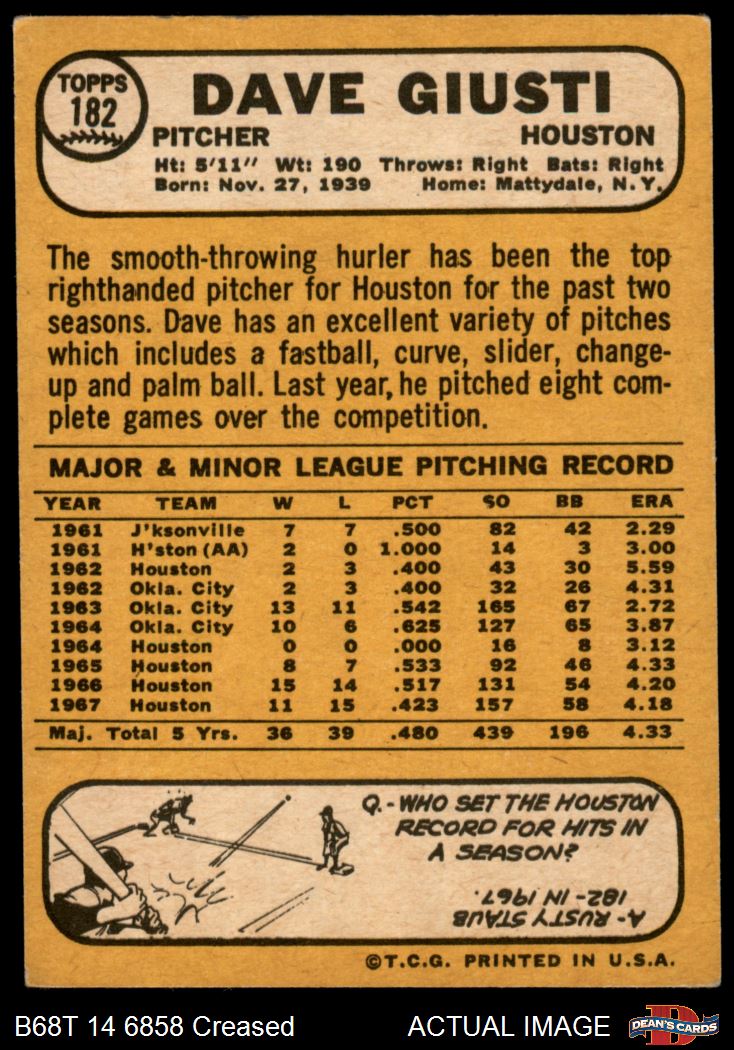 TOPPS
182
DAVE GIUSTI
PITCHER HOUSTON
Ht: 5'11" Wt: 190 Throws: Right Bats: Right
Born: Nov. 27, 1939 Home: Mattydale, N.Y.
The smooth-throwing hurler has been the top
righthanded pitcher for Houston for the past two
seasons. Dave has an excellent variety of pitches
which includes a fastball, curve, slider, change-
up and palm ball. Last year, he pitched eight com-
plete games over the competition.
MAJOR & MINOR LEAGUE PITCHING RECORD
YEAR TEAM W L PCT SO BB ERA
1961 J'ksonville 7 7 .500 82 42 2.29
1961 H'ston (AA) 2 0 1.000 14 3 3.00
1962 Houston 2 3 .400 43 30 5.59
1962 Okla. City 2 3 .400 32 26 4.31
1963 Okla. City 13 11 .542 165 67 2.72
1964 Okla. City 10 6 .625 127 65 3.87
1964 Houston 0 0 .000 16 8 3.12
1965 Houston 8 7 .533 92 46 4.33
1966 Houston 15 14 .517 131 54 4.20
1967 Houston 11 15 .423 157 58 4.18
Maj. Total 5 Yrs. 36 39 .480 439 196 4.33
Q.-WHO SET THE HOUSTON
RECORD FOR HITS IN
A SEASON?
A-RUSTY STAUB
182-IN 1967.
©T.C.G. PRINTED IN U.S.A.
B68T 14 6858 Creased ACTUAL IMAGE
DEAN'S CARDS